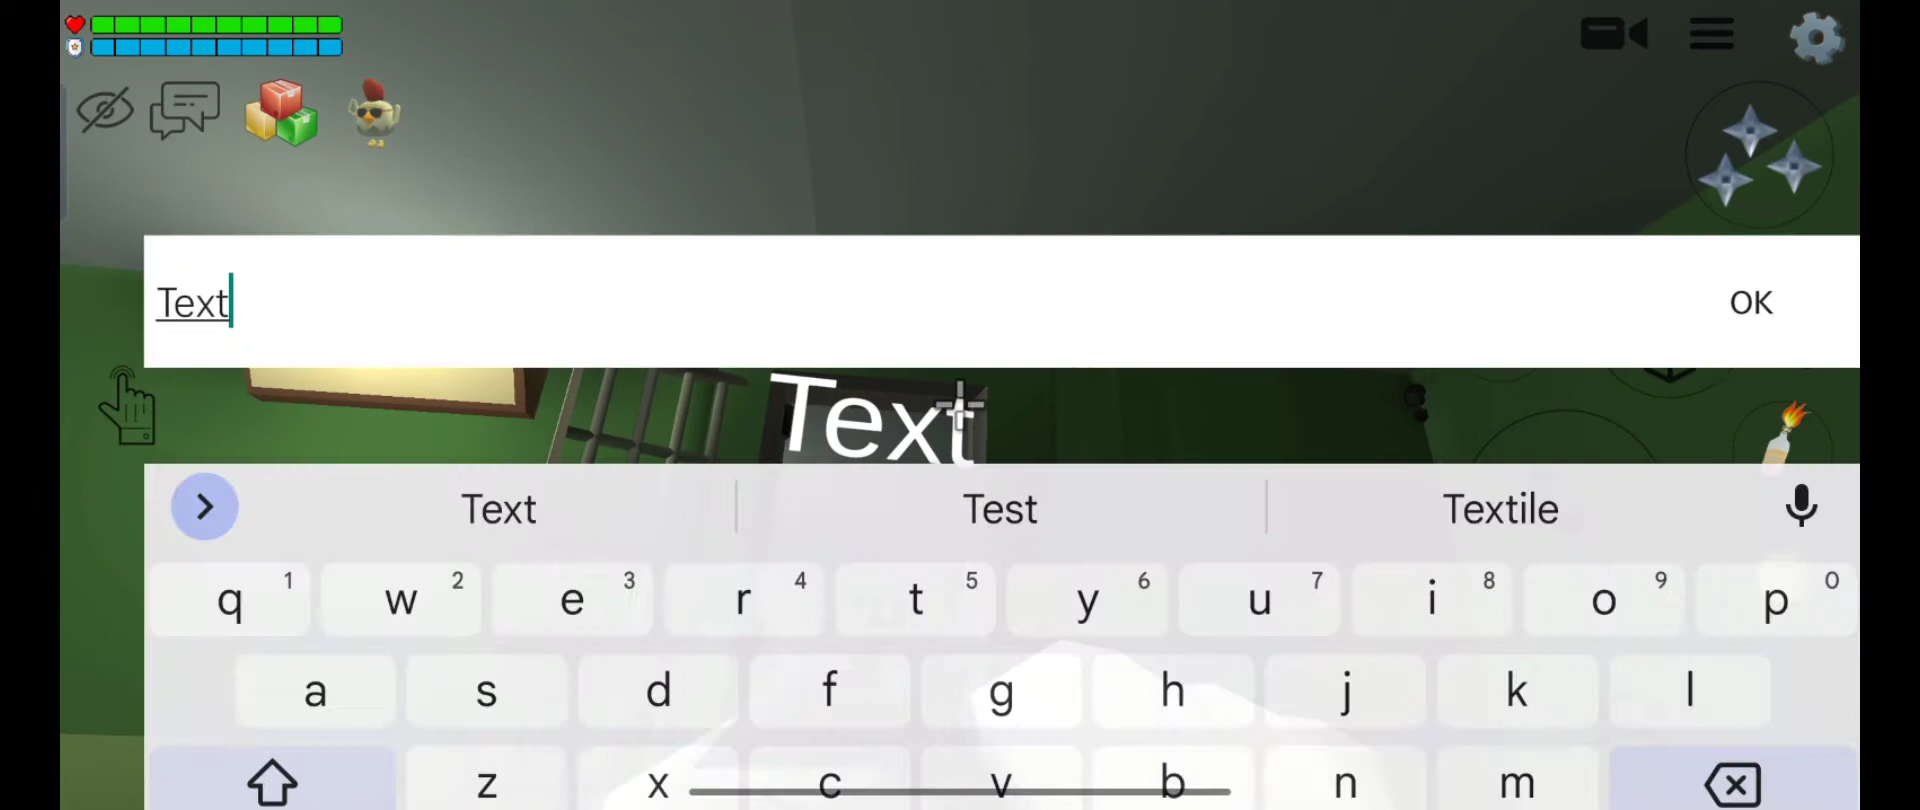 Text
OK
Text
Text Test Textile
q 1 w 2 e 3 r 4 t 5 y 6 u 7 i 8 o 9 p 0
a s d f g h j k l
z x c v b n m